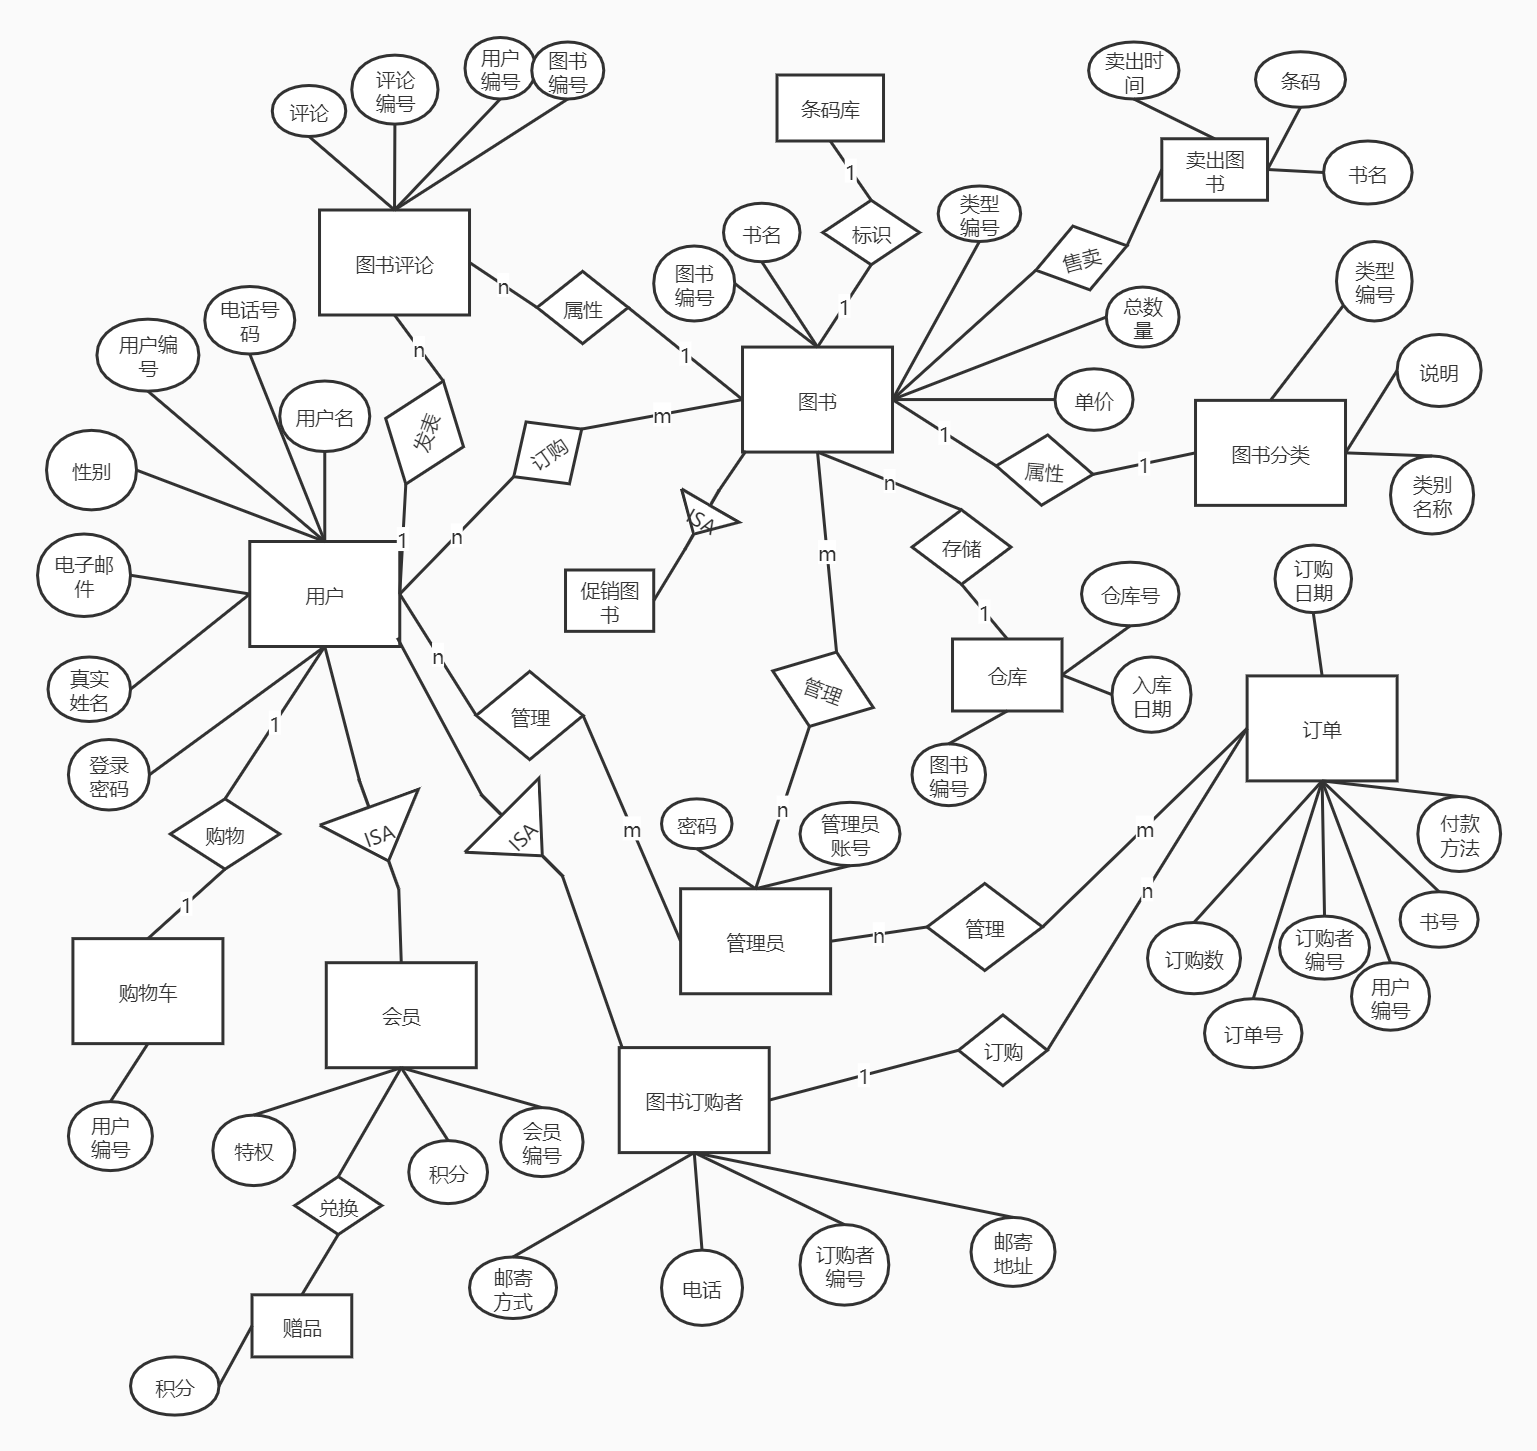 用户
编号
图书
编号
评论
编号
评论
卖出时
间
条码
条码库
卖出图
书
书名
1
类型
编号
书名
标识
图书评论
图书
编号
售卖
类型
编号
n
属性
1
总数
量
电话号
码
用户编
号
n
1
说明
图书
单价
用户名
m
发表
1
订购
属性
1
图书分类
性别
n
类别
名称
ISA
1
n
m
存储
订购
日期
电子邮
件
用户
促销图
书
1
仓库号
n
仓库
真实
姓名
管理
管理
入库
日期
1
订单
登录
密码
图书
编号
购物
ISA
ISA
m
n
密码
管理员
账号
m
付款
方法
1
n
书号
管理员
n
管理
订购数
订购者
编号
购物车
会员
用户
编号
订单号
订购
1
图书订购者
用户
编号
特权
积分
会员
编号
兑换
邮寄
方式
电话
订购者
编号
邮寄
地址
赠品
积分